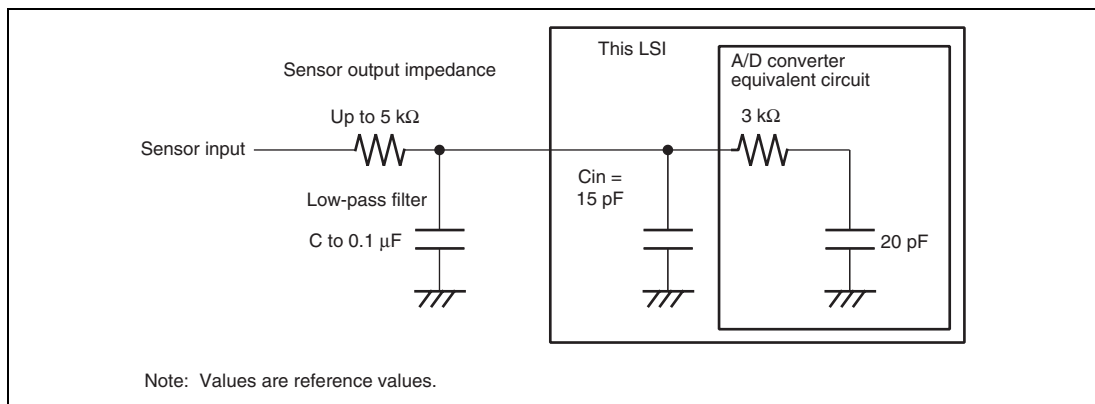 This LSI
A/D converter
equivalent circuit
Sensor output impedance
Up to 5 kΩ
3 kΩ
Sensor input
Cin =
15 pF
Low-pass filter
C to 0.1 μF
20 pF
Note: Values are reference values.